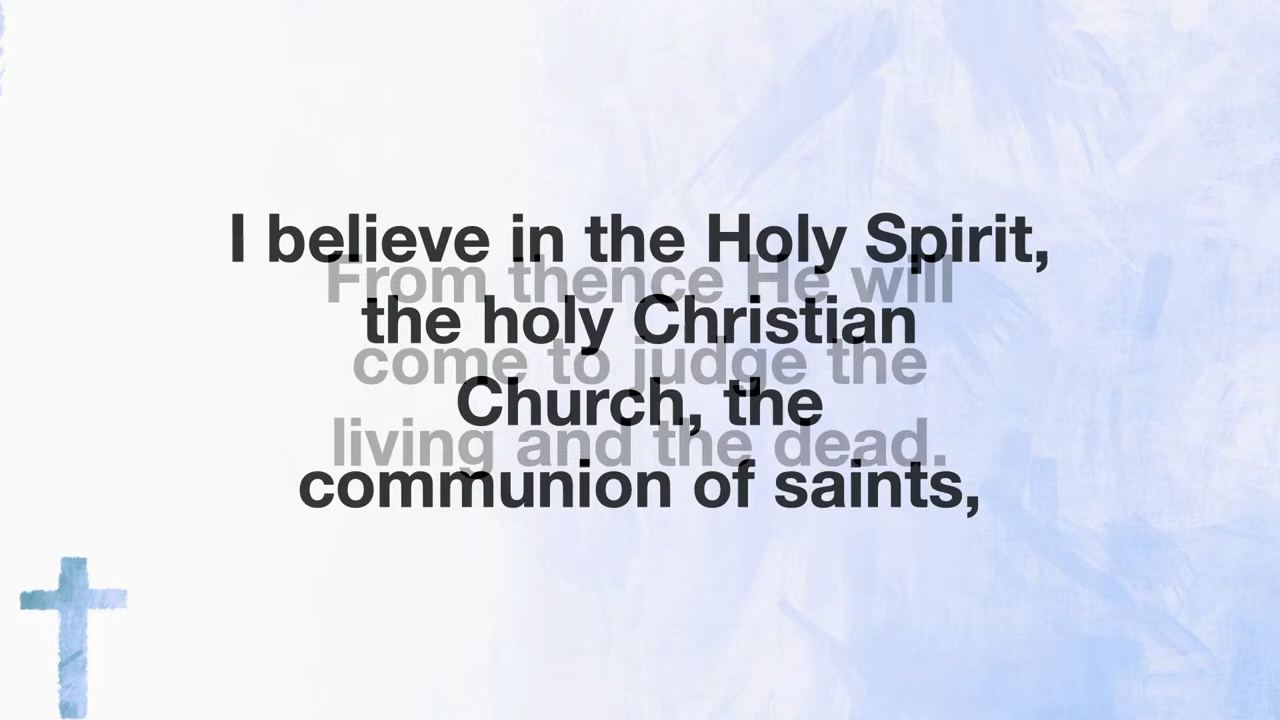 I believe in the Holy Spirit,
From thence He will
the holy Christian
come to judge the
Church, the
living and the dead.
communion of saints,